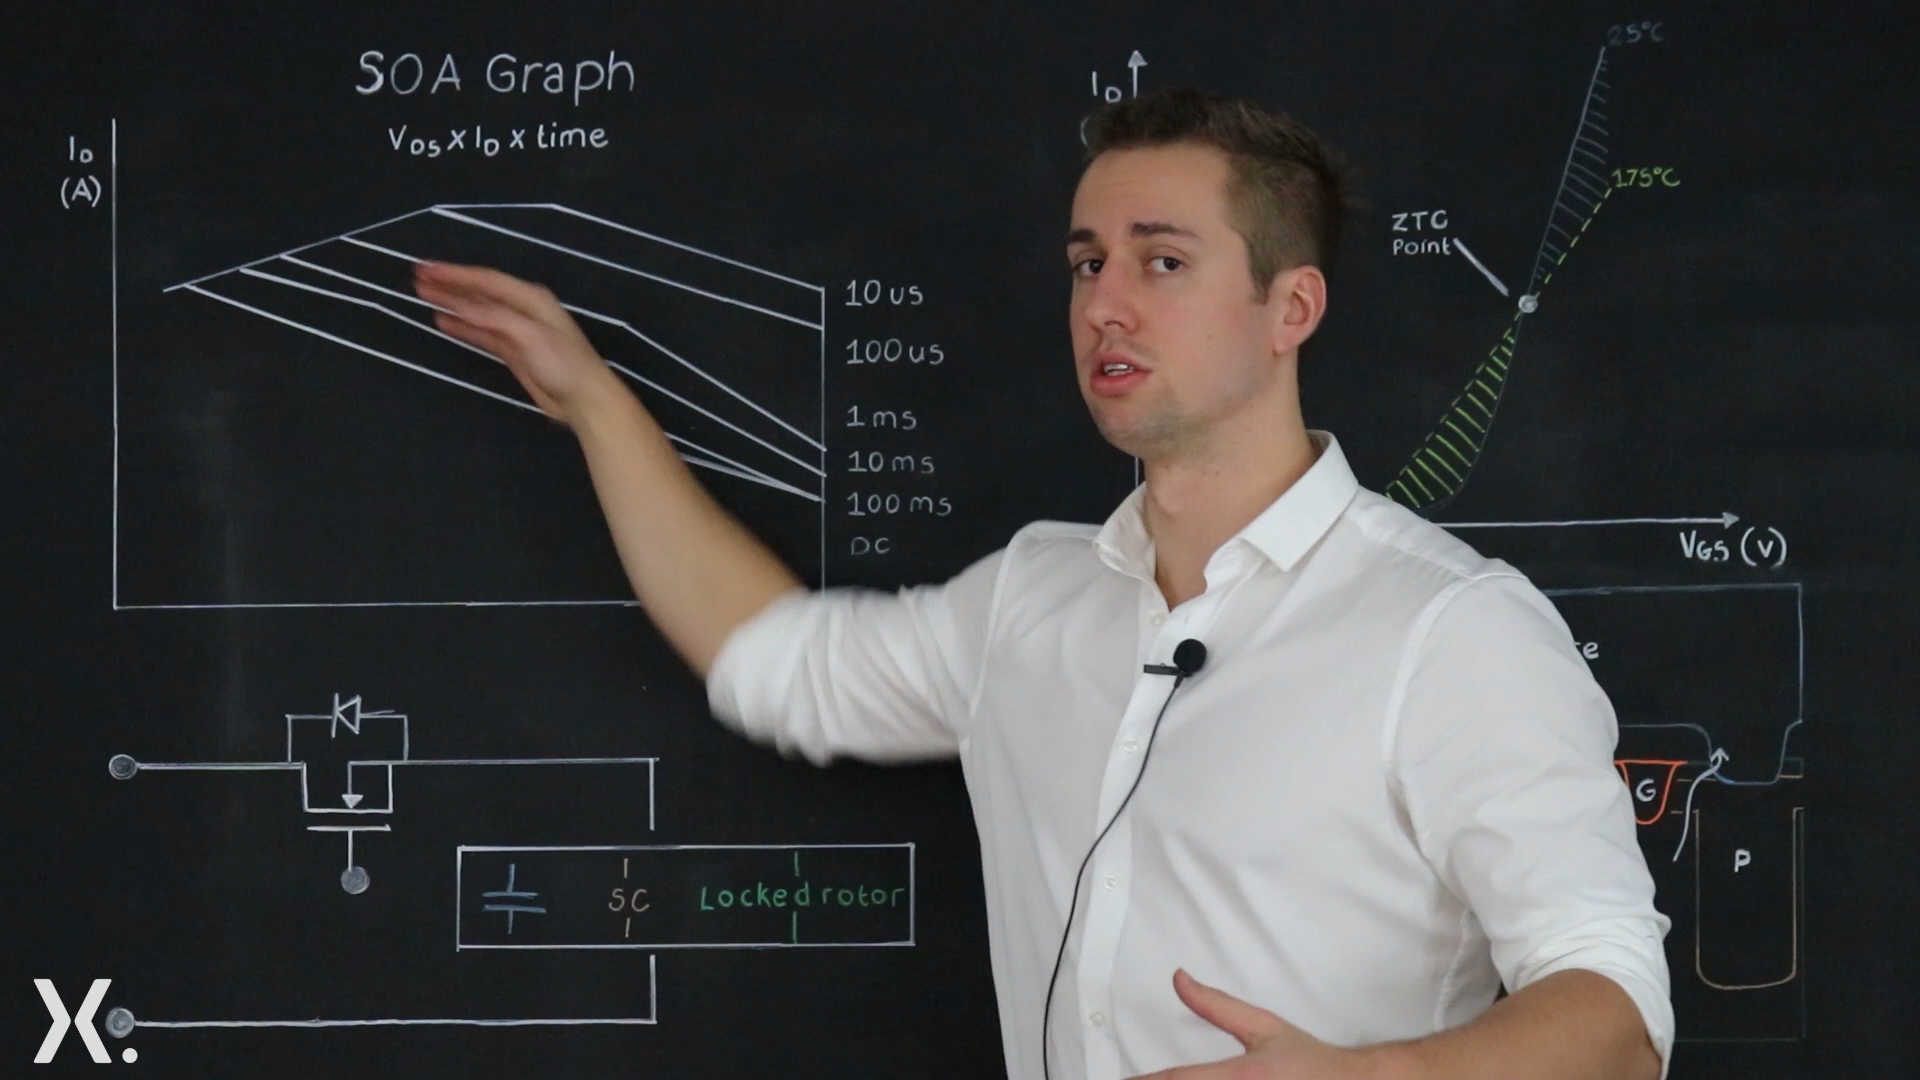 SOA Graph
VDS x ID x time
ID
(A)
10 us
100 us
1 ms
10 ms
100 ms
DC
SC
Locked rotor
X.
ID
25°C
175°C
ZTC
Point
VGS (V)
G
P